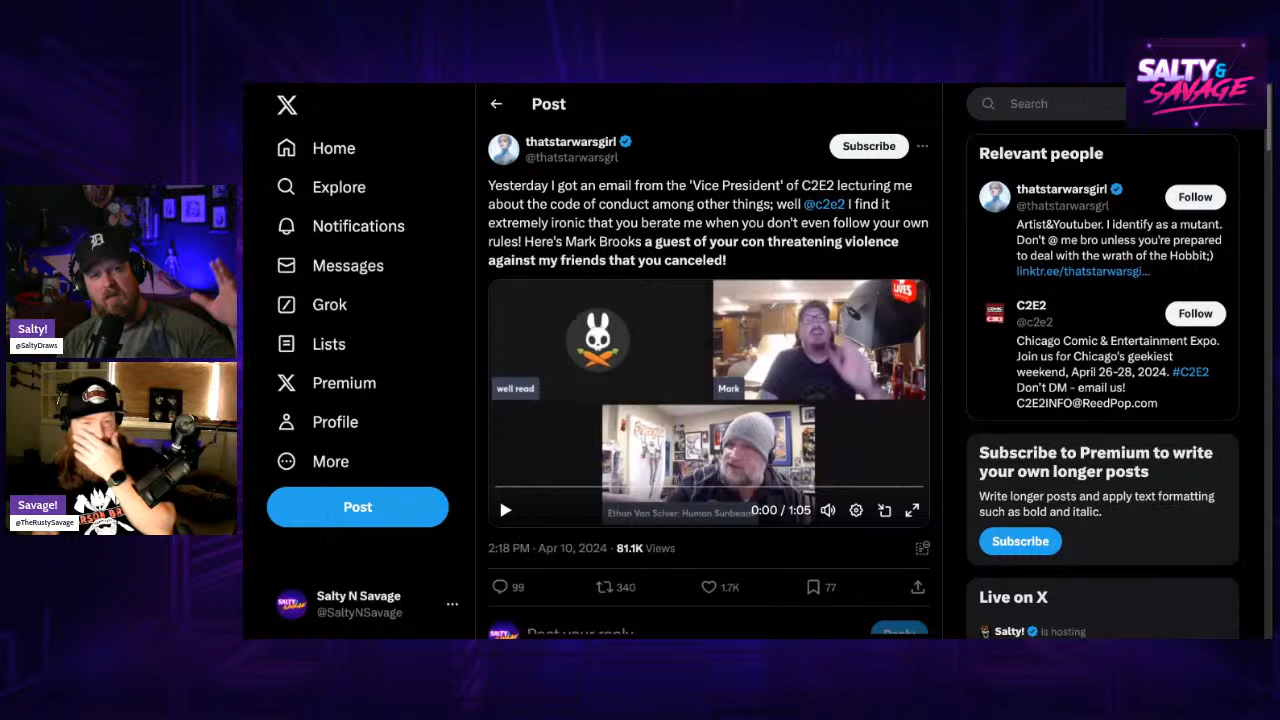 SALTY&
SAVAGE
Post
Search
thatstarwarsgirl
@thatstarwarsgrl
Subscribe
Yesterday I got an email from the 'Vice President' of C2E2 lecturing me
about the code of conduct among other things; well @c2e2 I find it
extremely ironic that you berate me when you don't even follow your own
rules! Here's Mark Brooks a guest of your con threatening violence
against my friends that you canceled!
LIVES
well read
Mark
Ethan Van Sciver: Human Sunbeam
0:00 / 1:05
2:18 PM · Apr 10, 2024 · 81.1K Views
99
340
1.7K
77
Post your reply
Reply
Home
Explore
Notifications
Messages
Grok
Lists
Premium
Profile
More
Post
Salty N Savage
@SaltyNSavage
Relevant people
thatstarwarsgirl
@thatstarwarsgrl
Follow
Artist&Youtuber. I identify as a mutant.
Don't @ me bro unless you're prepared
to deal with the wrath of the Hobbit;)
linktr.ee/thatstarwarsgi...
C2E2
@c2e2
Follow
Chicago Comic & Entertainment Expo.
Join us for Chicago's geekiest
weekend, April 26-28, 2024. #C2E2
Don't DM - email us!
C2E2INFO@ReedPop.com
Subscribe to Premium to write
your own longer posts
Write longer posts and apply text formatting
such as bold and italic.
Subscribe
Live on X
Salty! is hosting
Salty!
@SaltyDraws
Savage!
@TheRustySavage